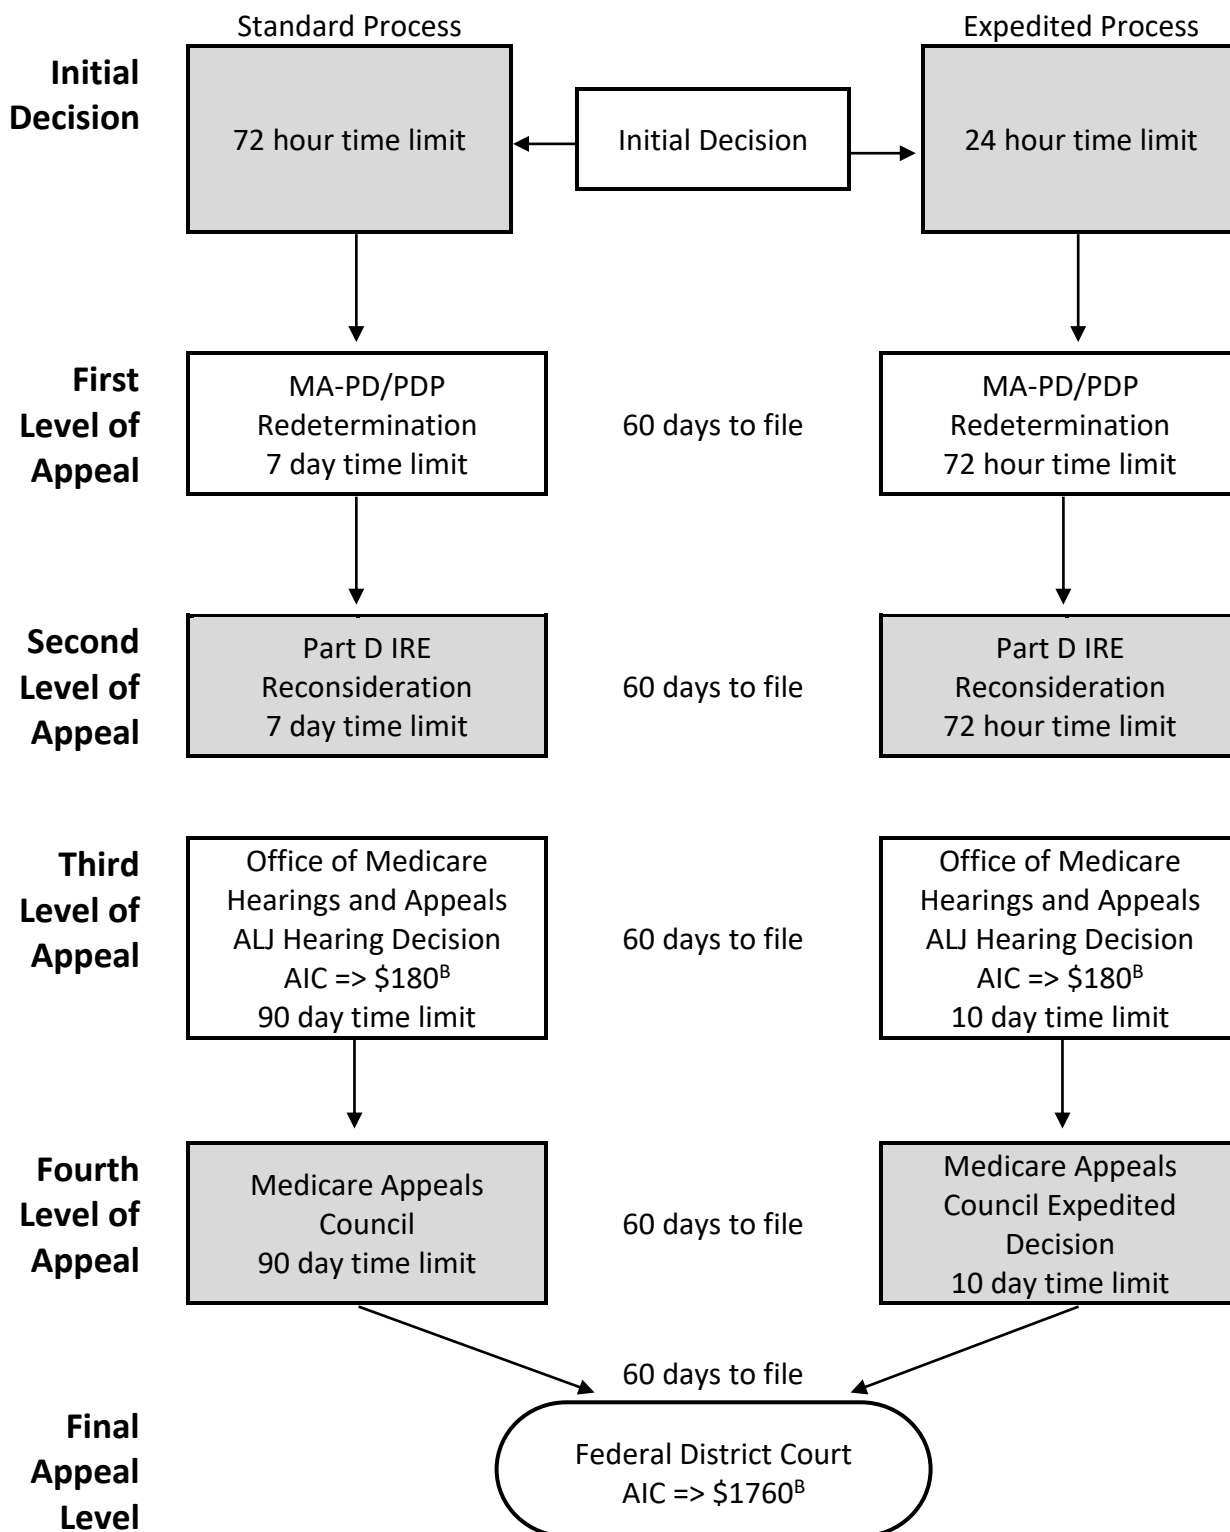 Standard Process
Expedited Process
Initial
Decision
72 hour time limit
Initial Decision
24 hour time limit
First
Level of
Appeal
MA-PD/PDP
Redetermination
7 day time limit
60 days to file
MA-PD/PDP
Redetermination
72 hour time limit
Second
Level of
Appeal
Part D IRE
Reconsideration
7 day time limit
60 days to file
Part D IRE
Reconsideration
72 hour time limit
Third
Level of
Appeal
Office of Medicare
Hearings and Appeals
ALJ Hearing Decision
AIC => $180ᴮ
90 day time limit
60 days to file
Office of Medicare
Hearings and Appeals
ALJ Hearing Decision
AIC => $180ᴮ
10 day time limit
Fourth
Level of
Appeal
Medicare Appeals
Council
90 day time limit
60 days to file
Medicare Appeals
Council Expedited
Decision
10 day time limit
60 days to file
Final
Appeal
Level
Federal District Court
AIC => $1760ᴮ